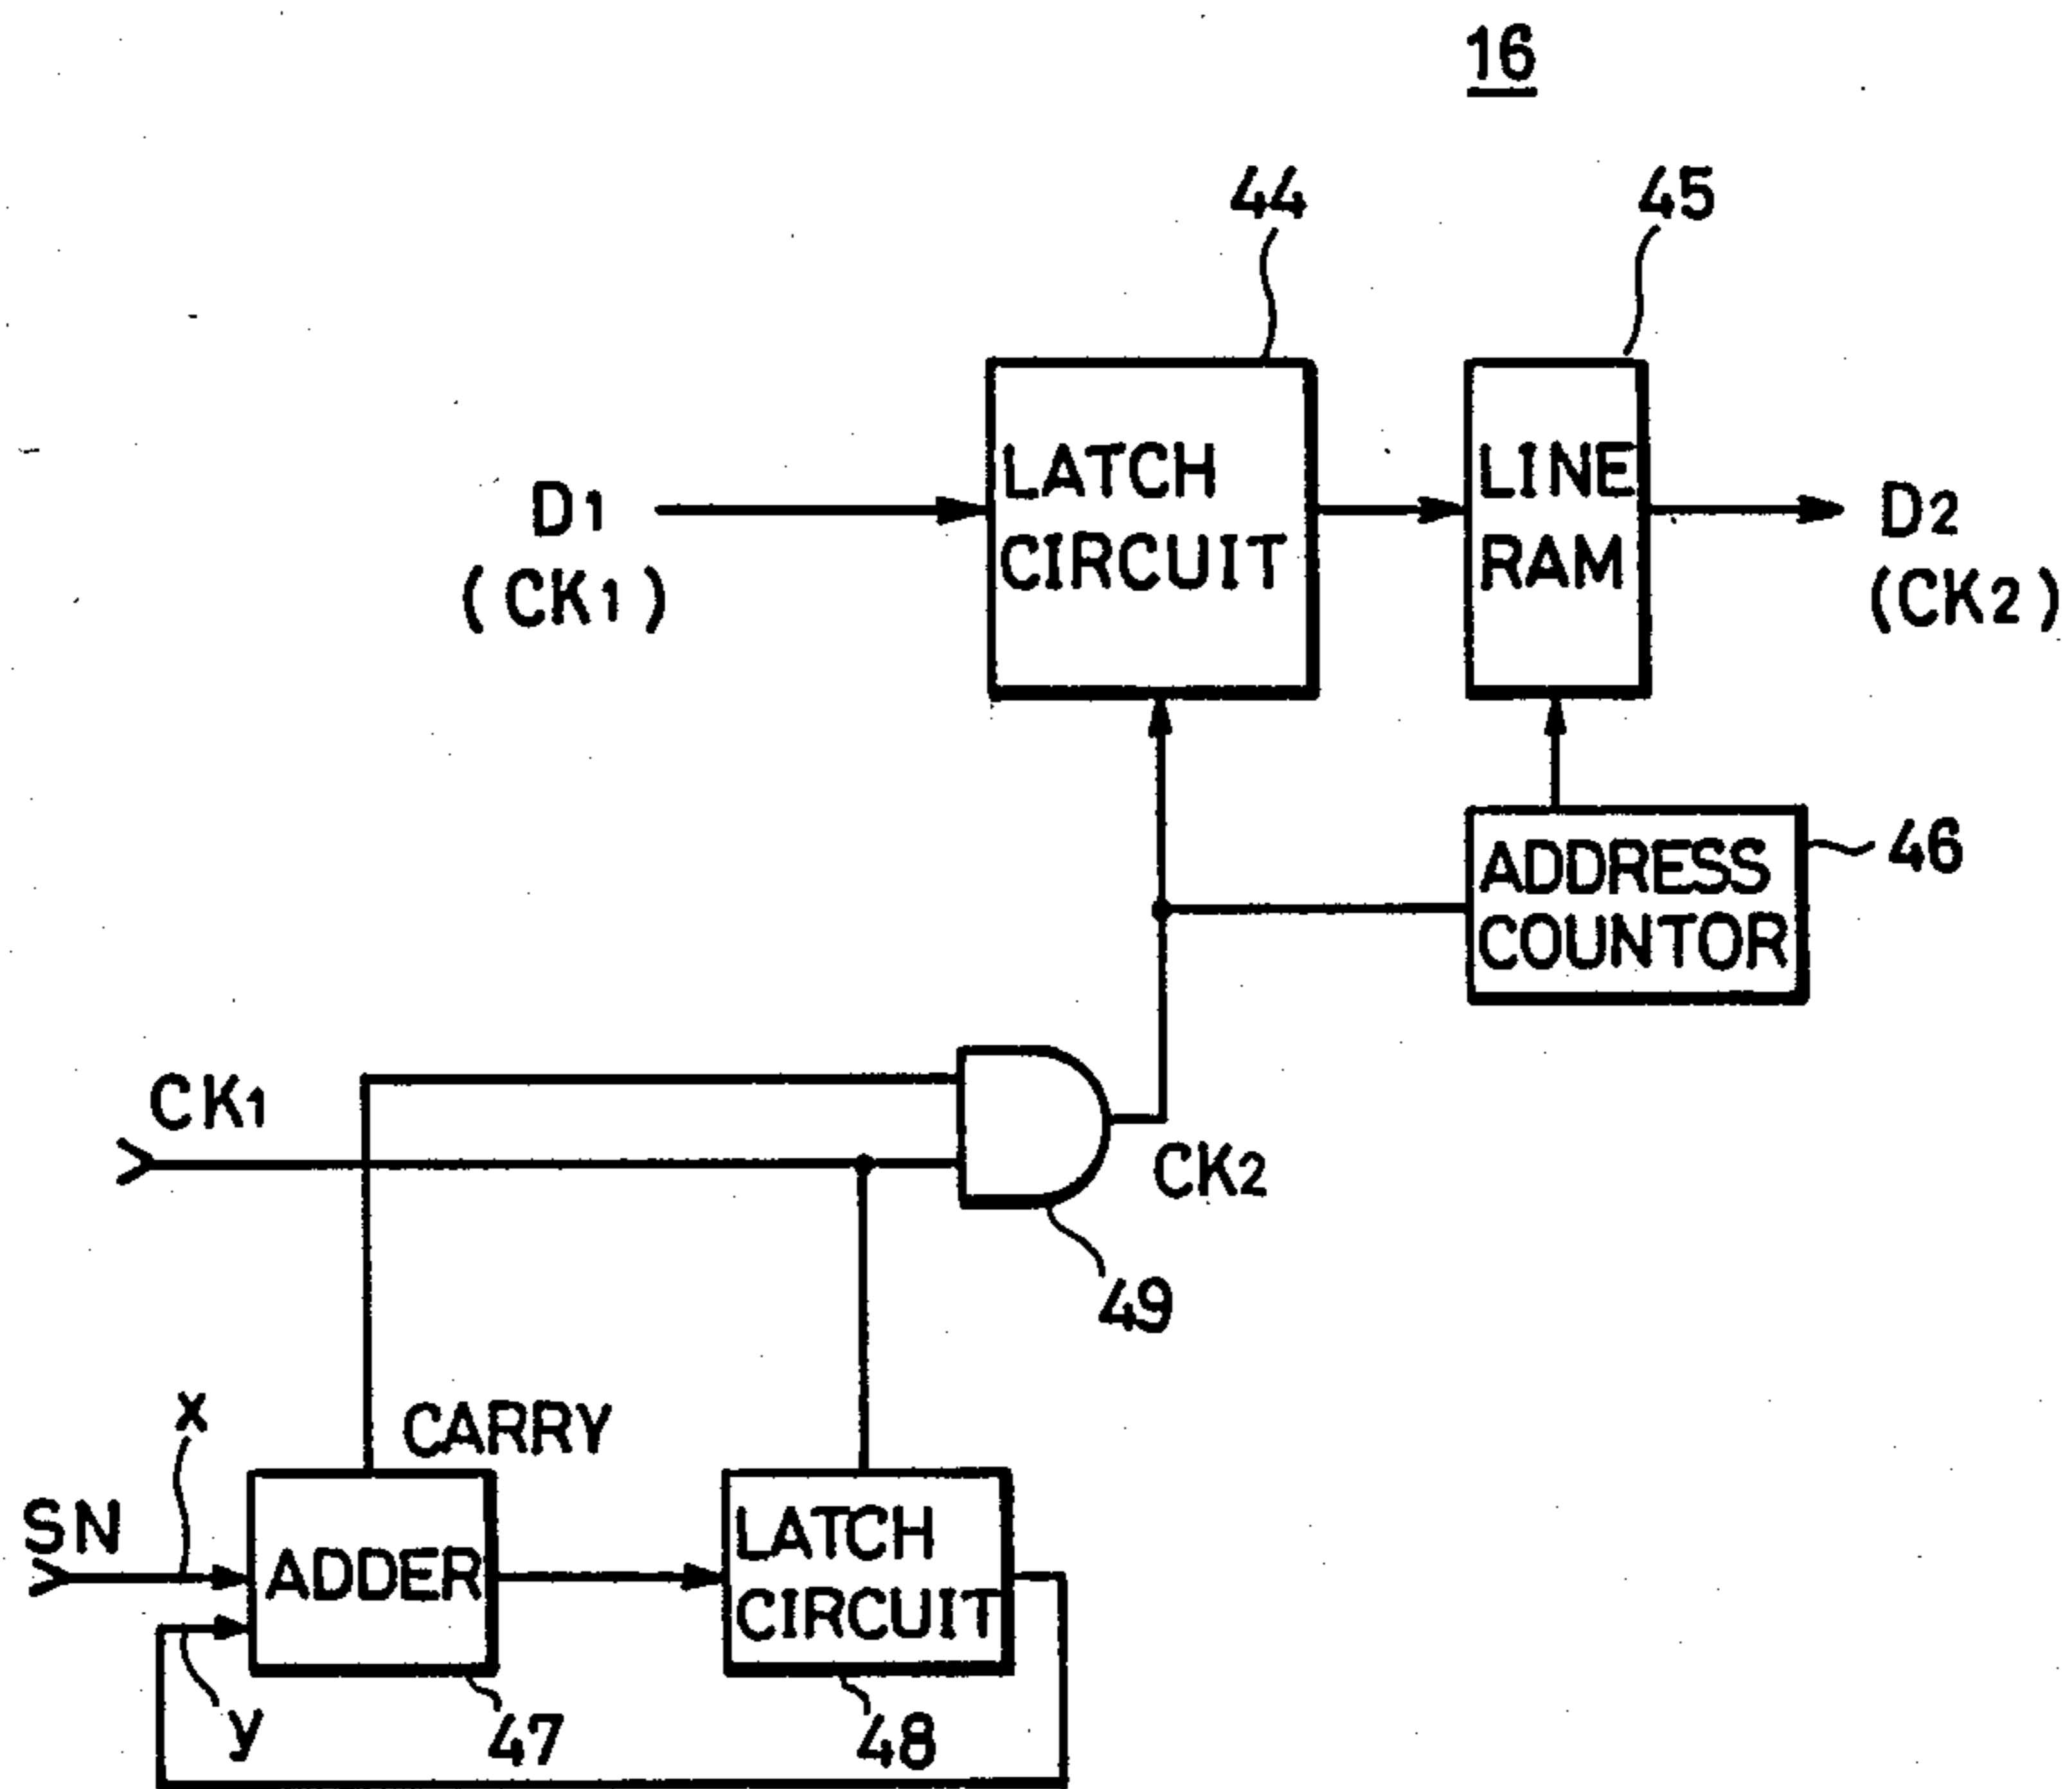 16
44
45
LATCH
CIRCUIT
LINE
RAM
D1
(CK1)
D2
(CK2)
ADDRESS
COUNTOR
46
CK1
CK2
49
CARRY
x
SN
ADDER
LATCH
CIRCUIT
y
47
48